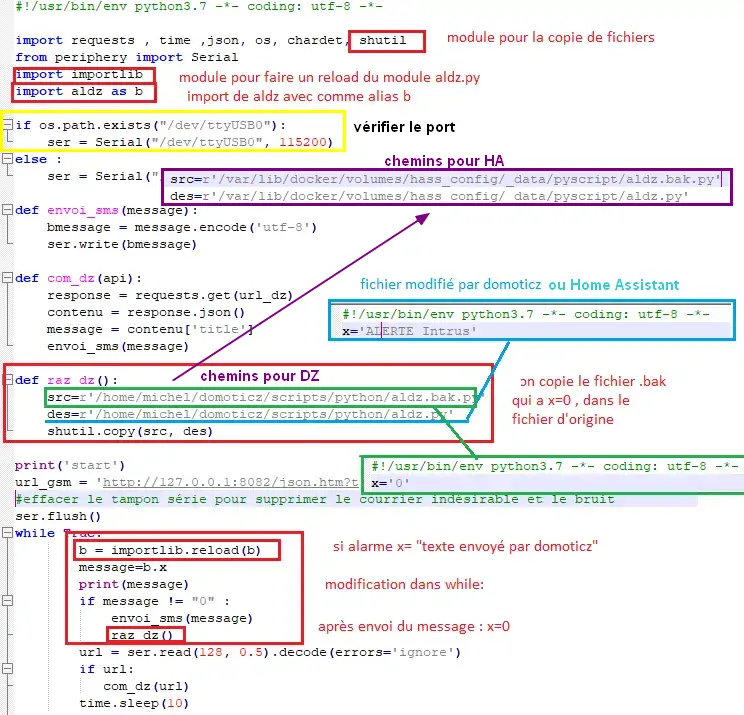 #!/usr/bin/env python3.7 -*- coding: utf-8 -*-
import requests , time ,json, os, chardet, shutil
module pour la copie de fichiers
from periphery import Serial
import importlib
module pour faire un reload du module aldz.py
import aldz as b
import de aldz avec comme alias b
if os.path.exists("/dev/ttyUSB0"):
vérifier le port
ser = Serial("/dev/ttyUSB0", 115200)
else :
chemins pour HA
ser = Serial("
src=r'/var/lib/docker/volumes/hass_config/_data/pyscript/aldz.bak.py'
des=r'/var/lib/docker/volumes/hass_config/_data/pyscript/aldz.py'
def envoi_sms(message):
bmessage = message.encode('utf-8')
ser.write(bmessage)
def com_dz(api):
fichier modifié par domoticz ou Home Assistant
response = requests.get(url_dz)
contenu = response.json()
#!/usr/bin/env python3.7 -*- coding: utf-8 -*-
message = contenu['title']
x='ALERTE Intrus'
envoi_sms(message)
def raz_dz():
chemins pour DZ
on copie le fichier .bak
src=r'/home/michel/domoticz/scripts/python/aldz.bak.py'
qui a x=0 , dans le
des=r'/home/michel/domoticz/scripts/python/aldz.py'
fichier d'origine
shutil.copy(src, des)
print('start')
#!/usr/bin/env python3.7 -*- coding: utf-8 -*-
url_gsm = 'http://127.0.0.1:8082/json.htm?t
x='0'
#effacer le tampon série pour supprimer le courrier indésirable et le bruit
ser.flush()
while True:
b = importlib.reload(b)
si alarme x= "texte envoyé par domoticz"
message=b.x
print(message)
modification dans while:
if message != "0" :
envoi_sms(message)
après envoi du message : x=0
raz_dz()
url = ser.read(128, 0.5).decode(errors='ignore')
if url:
com_dz(url)
time.sleep(10)